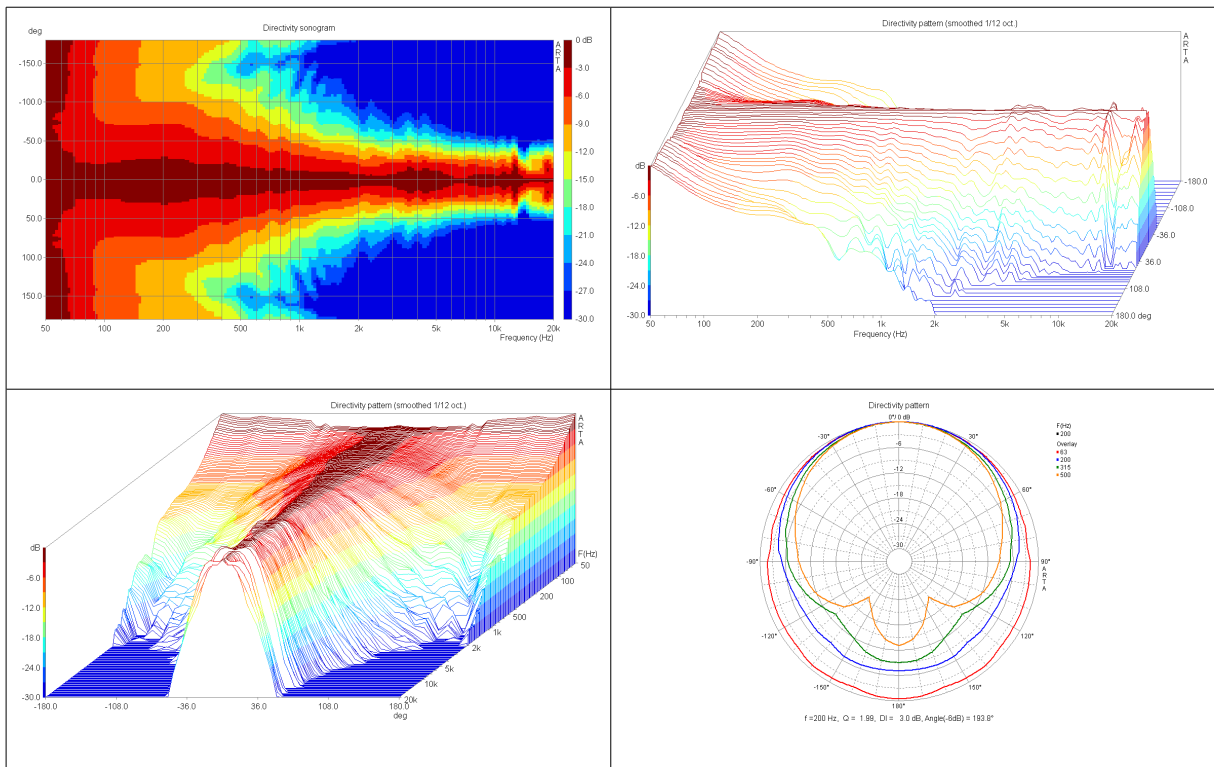 Directivity sonogram
deg
-150.0
-100.0
-50.0
0.0
50.0
100.0
150.0
50 100 200 500 1k 2k 5k 10k 20k
Frequency (Hz)
0 dB
-3.0
-6.0
-9.0
-12.0
-15.0
-18.0
-21.0
-24.0
-27.0
-30.0
ARTA
Directivity pattern (smoothed 1/12 oct.)
ARTA
dB
-6.0
-12.0
-18.0
-24.0
-30.0
50 100 200 500 1k 2k 5k 10k 20k
Frequency (Hz)
-180.0
-108.0
-36.0
36.0
108.0
180.0 deg
Directivity pattern (smoothed 1/12 oct.)
ARTA
dB
-6.0
-12.0
-18.0
-24.0
-30.0
-180.0 -108.0 -36.0 36.0 108.0 180.0
deg
F(Hz)
50
100
200
500
1k
2k
5k
10k
20k
Directivity pattern
0°/ 0 dB
-30° 30°
-60° 60°
-90° 90°
-120° 120°
-150° 150°
180°
-6
-12
-18
-24
-30
F(Hz)
200
Overlay
63
200
315
500
ARTA
f =200 Hz, Q = 1.99, DI = 3.0 dB, Angle(-6dB) = 193.8°